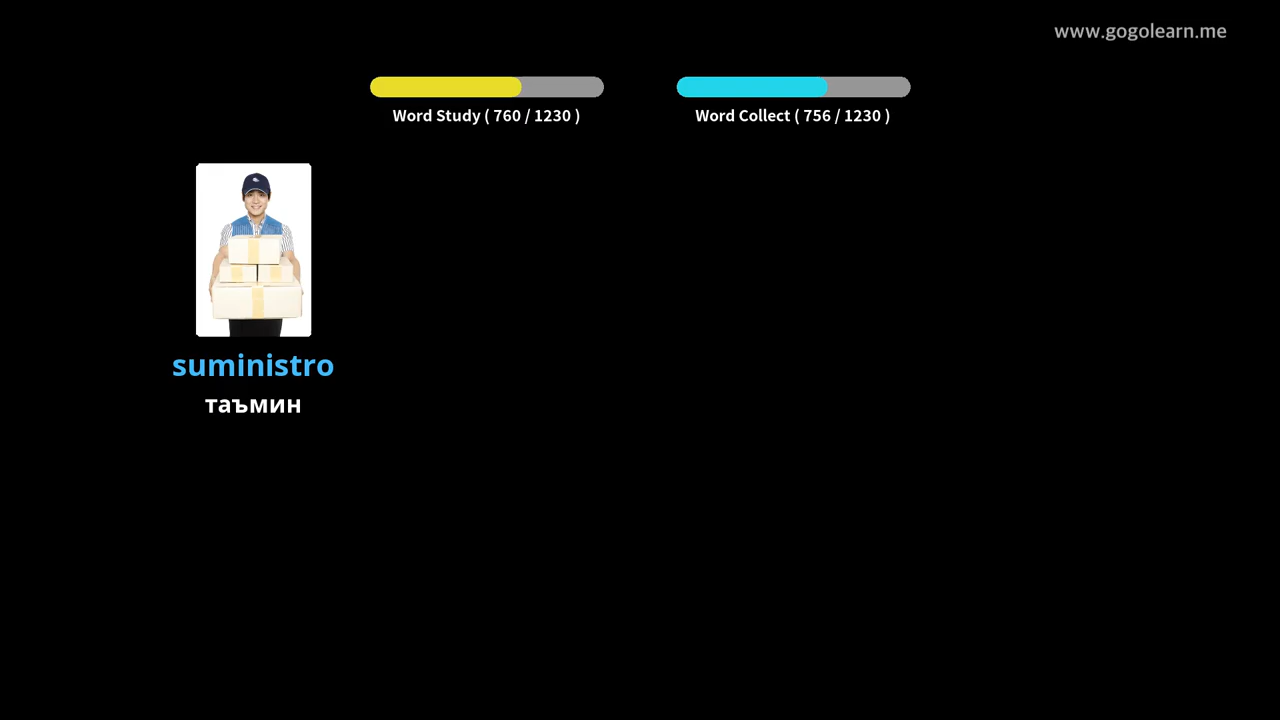 www.gogolearn.me
Word Study ( 760 / 1230 )
Word Collect ( 756 / 1230 )
suministro
таъмин